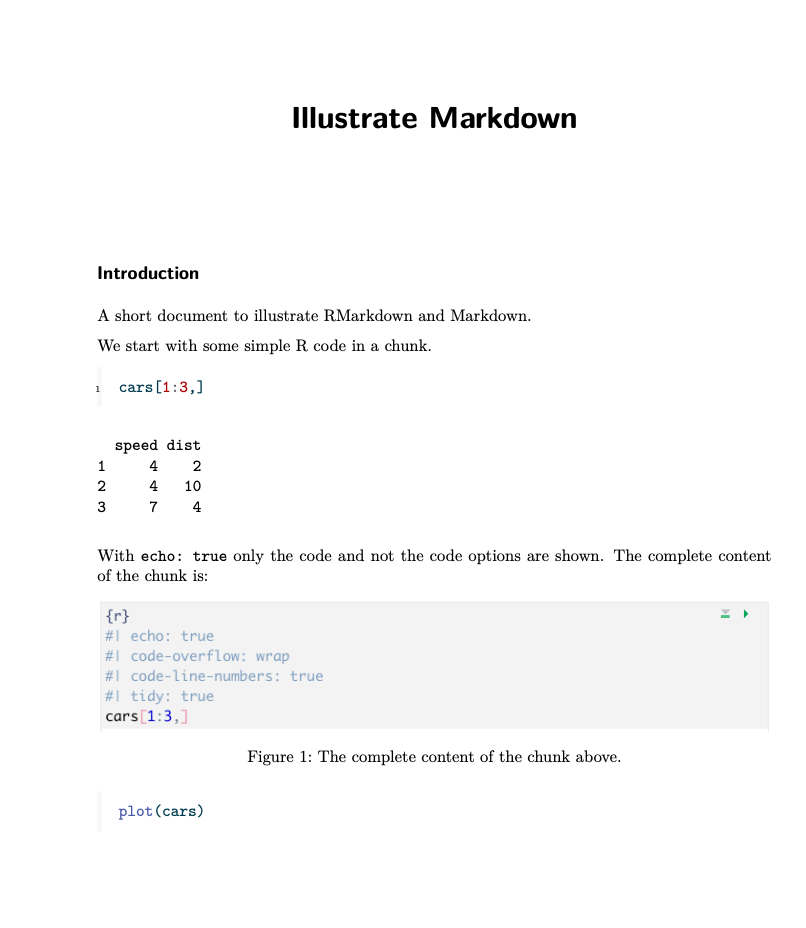 Illustrate Markdown
Introduction
A short document to illustrate RMarkdown and Markdown.
We start with some simple R code in a chunk.
1 cars[1:3,]
speed dist
1 4 2
2 4 10
3 7 4
With echo: true only the code and not the code options are shown. The complete content
of the chunk is:
{r}
#| echo: true
#| code-overflow: wrap
#| code-line-numbers: true
#| tidy: true
cars[1:3,]
Figure 1: The complete content of the chunk above.
plot(cars)